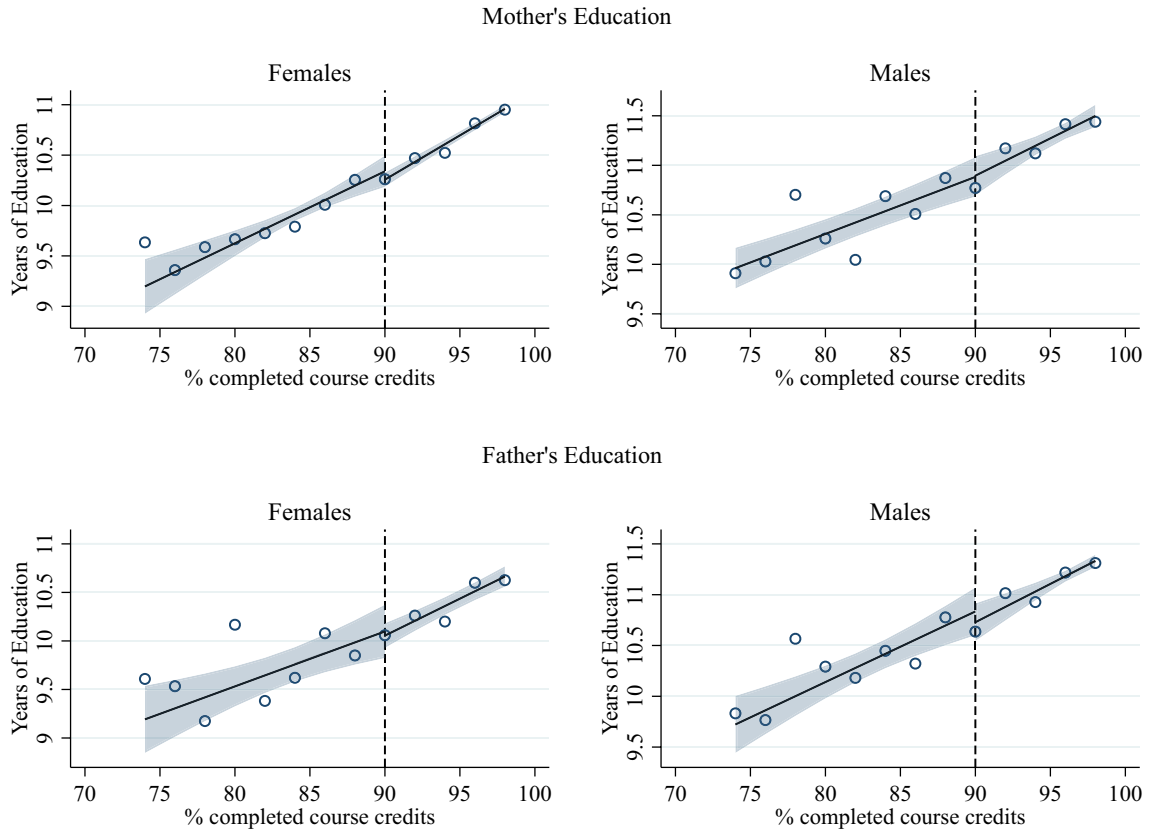 Mother's Education
Females
Males
Years of Education
9
9.5
10
10.5
11
70 75 80 85 90 95 100
% completed course credits
Years of Education
9.5
10
10.5
11
11.5
70 75 80 85 90 95 100
% completed course credits
Father's Education
Females
Males
Years of Education
9
9.5
10
10.5
11
70 75 80 85 90 95 100
% completed course credits
Years of Education
9.5
10
10.5
11
11.5
70 75 80 85 90 95 100
% completed course credits